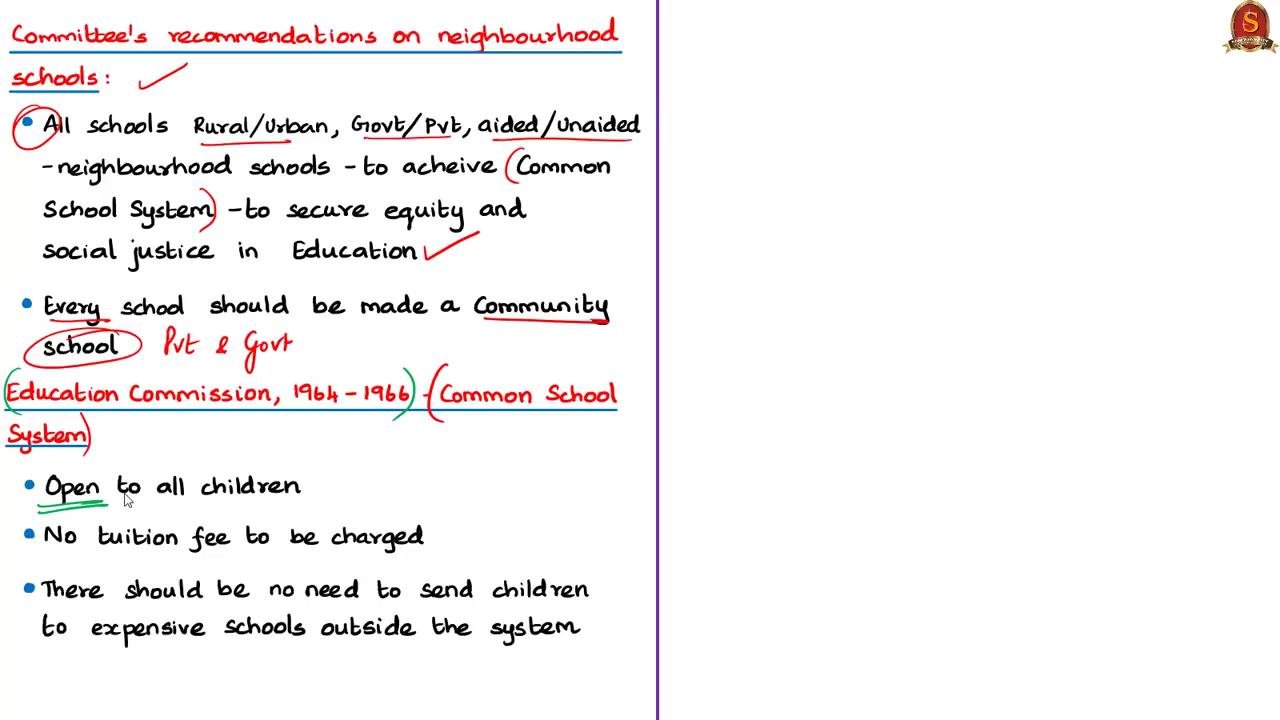 Committee's recommendations on neighbourhood
schools:
All schools Rural/Urban, Govt/Pvt, aided/unaided
-neighbourhood schools - to acheive (Common
School System) - to secure equity and
social justice in Education
Every school should be made a Community
school Pvt & Govt
(Education Commission, 1964-1966) - (Common School
System)
Open to all children
No tuition fee to be charged
There should be no need to send children
to expensive schools outside the system
S